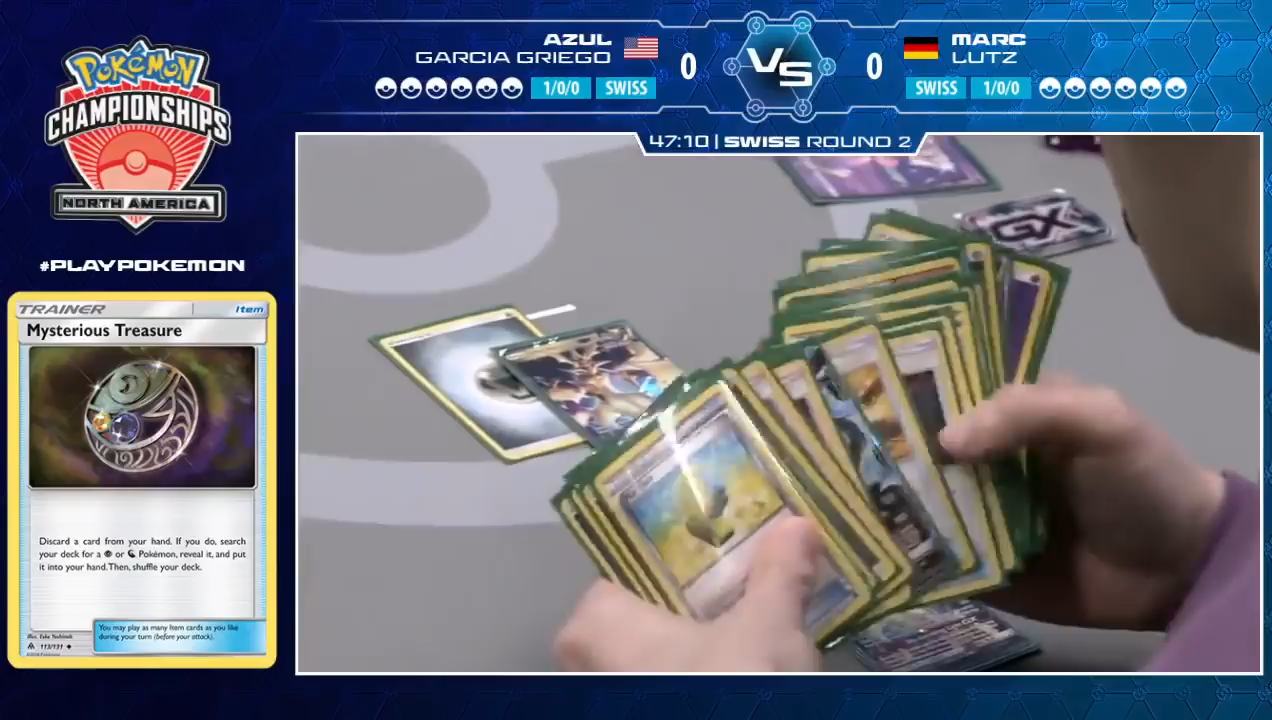 POKÉMON
CHAMPIONSHIPS
NORTH AMERICA
#PLAYPOKEMON
AZUL
GARCIA GRIEGO
0
1/0/0
SWISS
VS
0
MARC
LUTZ
SWISS
1/0/0
47:10 | SWISS ROUND 2
TRAINER
Item
Mysterious Treasure
Discard a card from your hand. If you do, search
your deck for a or Pokémon, reveal it, and put
it into your hand. Then, shuffle your deck.
You may play as many Item cards as you like
during your turn (before your attack).
113/131
GX